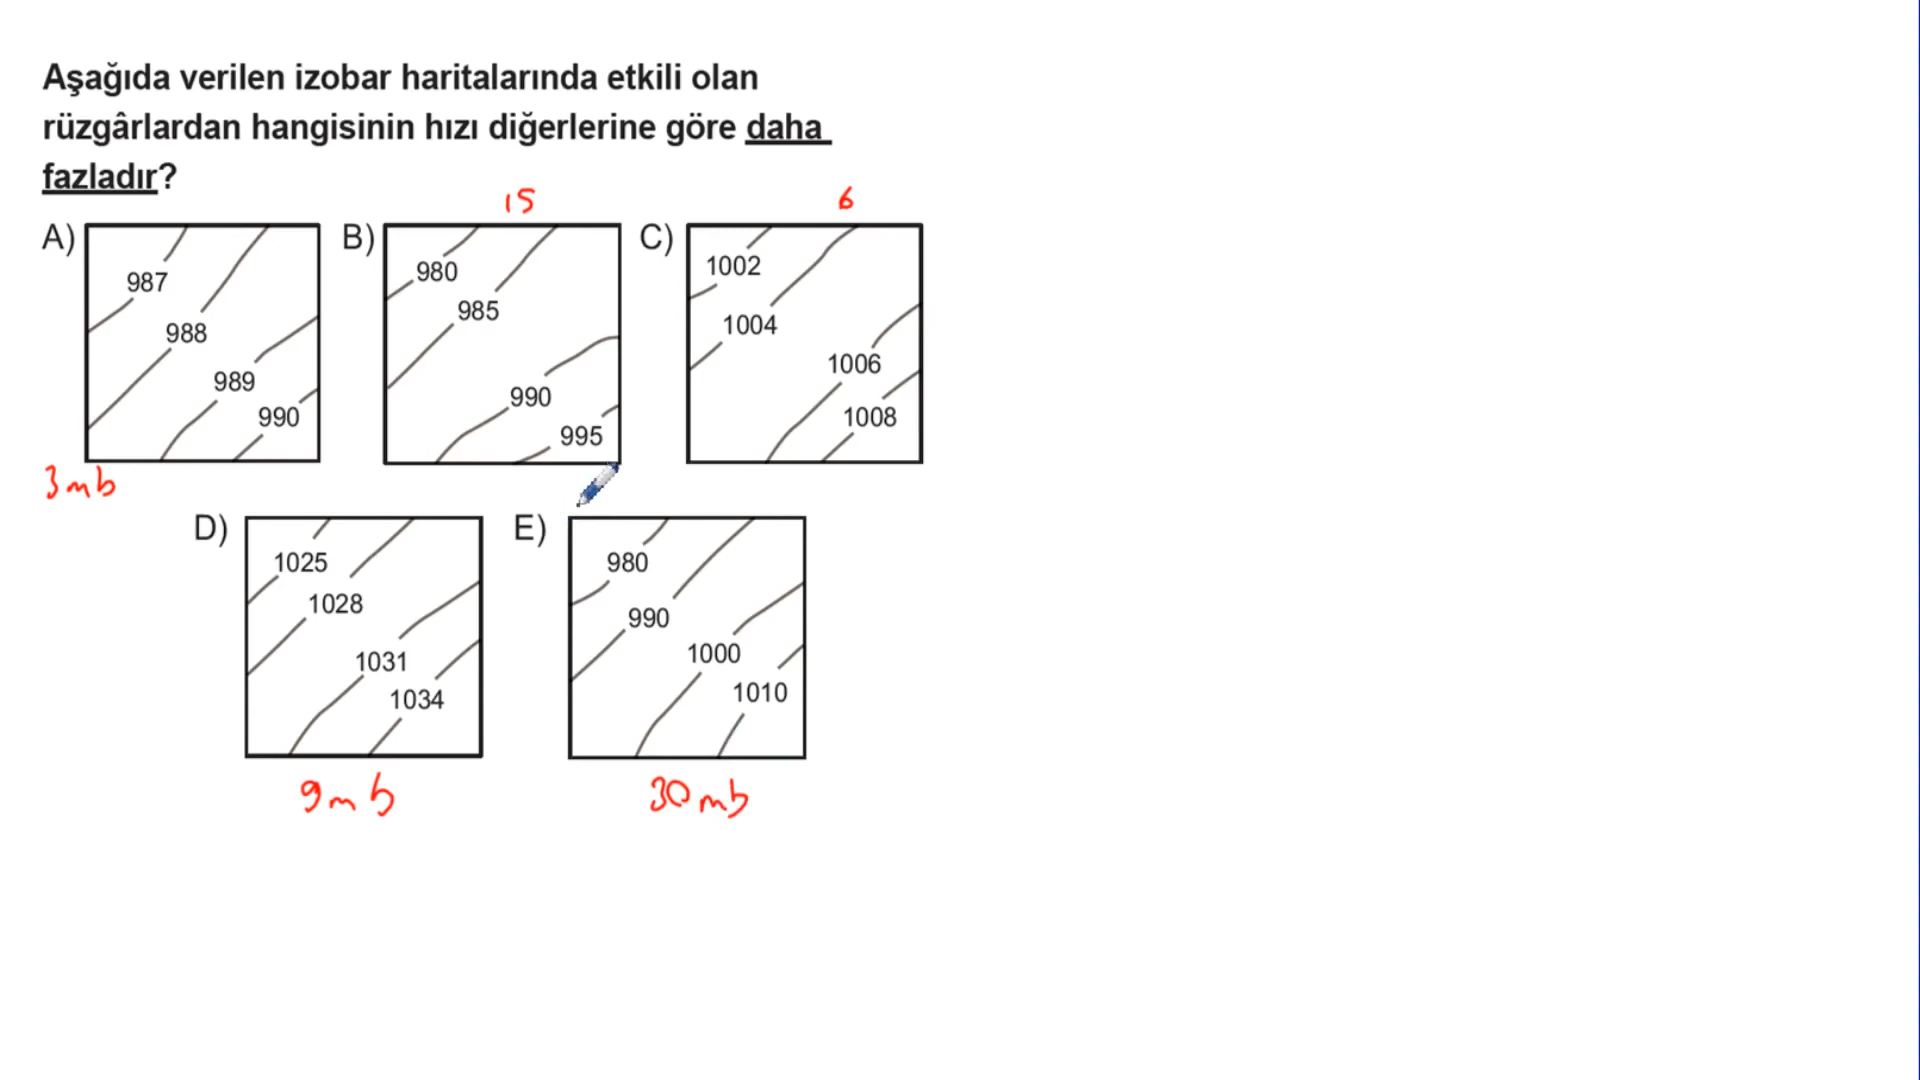 Aşağıda verilen izobar haritalarında etkili olan
rüzgârlardan hangisinin hızı diğerlerine göre daha
fazladır?
15
6
A)
987
988
989
990
3mb
B)
980
985
990
995
C)
1002
1004
1006
1008
D)
1025
1028
1031
1034
9mb
E)
980
990
1000
1010
30mb